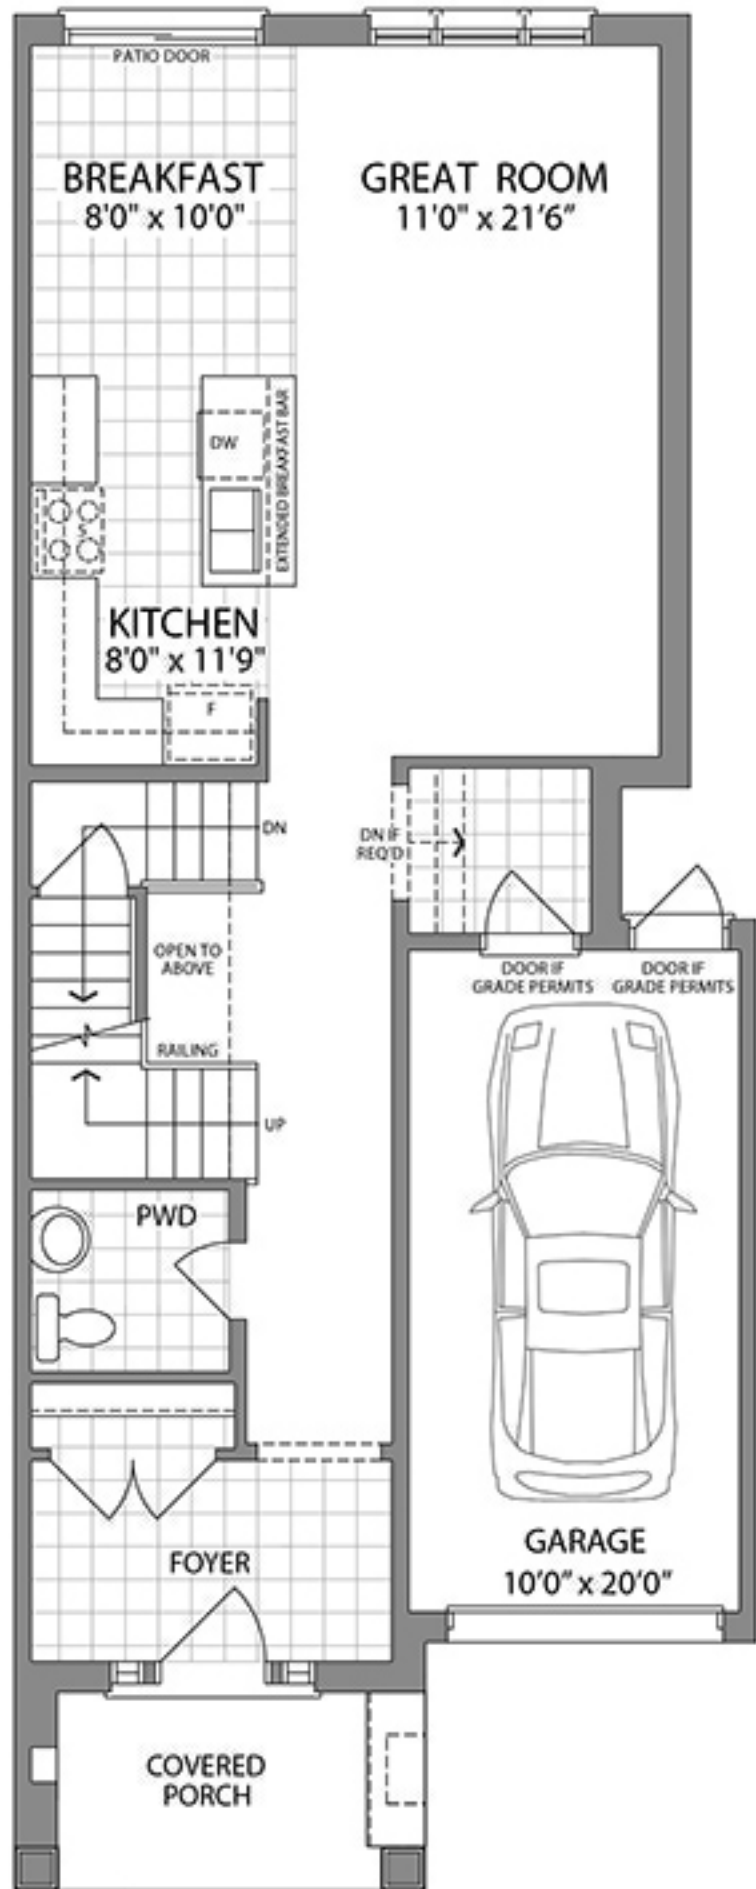 PATIO DOOR
BREAKFAST
8'0" x 10'0"
GREAT ROOM
11'0" x 21'6"
DW
EXTENDED BREAKFAST BAR
S
KITCHEN
8'0" x 11'9"
F
DN
DN IF
REQ'D
OPEN TO
ABOVE
DOOR IF
GRADE PERMITS
DOOR IF
GRADE PERMITS
RAILING
UP
PWD
GARAGE
10'0" x 20'0"
FOYER
COVERED
PORCH